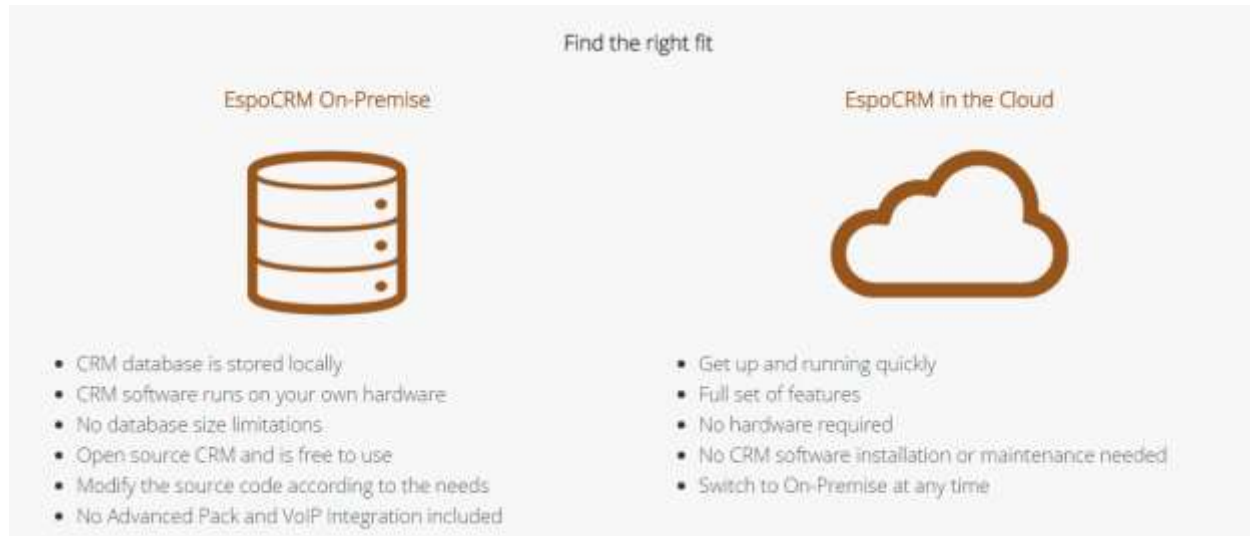 Find the right fit
EspoCRM On-Premise
• CRM database is stored locally
• CRM software runs on your own hardware
• No database size limitations
• Open source CRM and is free to use
• Modify the source code according to the needs
• No Advanced Pack and VoIP Integration included
EspoCRM in the Cloud
• Get up and running quickly
• Full set of features
• No hardware required
• No CRM software installation or maintenance needed
• Switch to On-Premise at any time